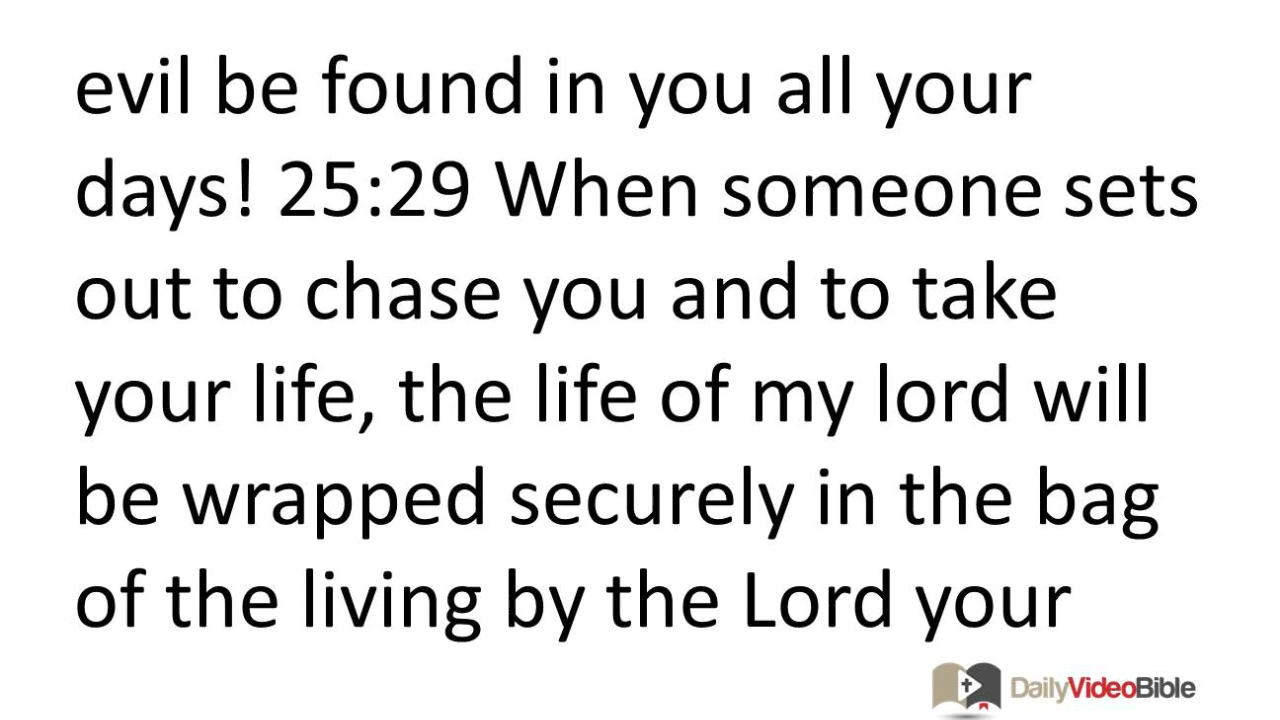 evil be found in you all your
days! 25:29 When someone sets
out to chase you and to take
your life, the life of my lord will
be wrapped securely in the bag
of the living by the Lord your
DailyVideoBible